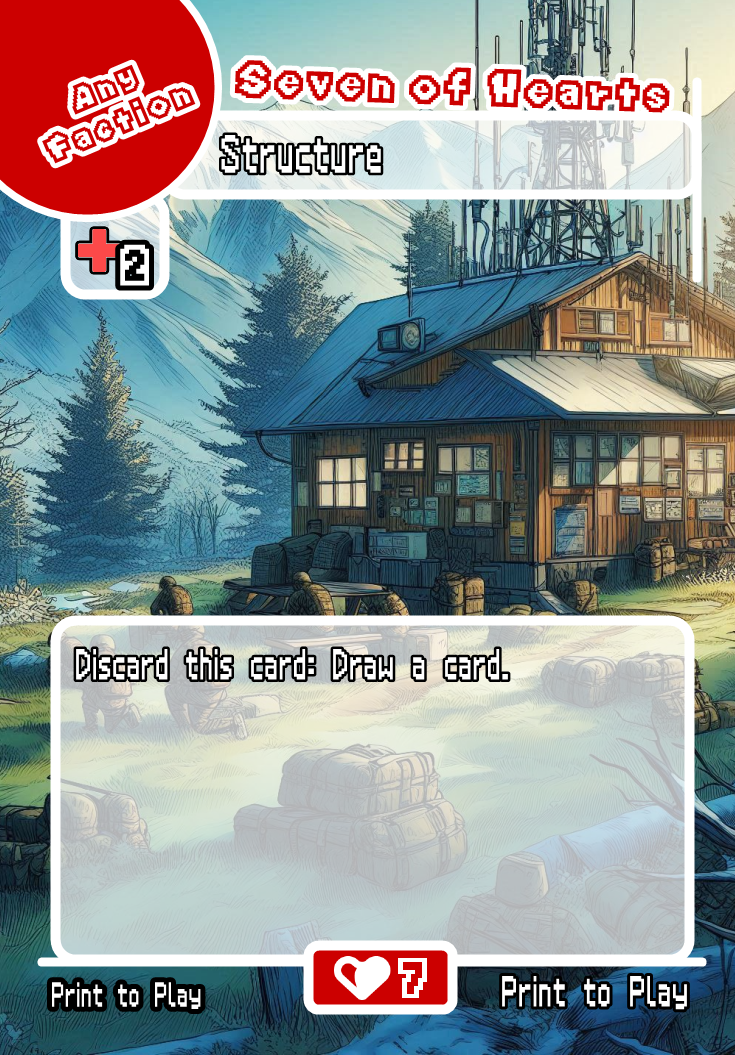 Any
Faction
Seven of Hearts
Structure
2
Discard this card: Draw a card.
7
Print to Play
Print to Play